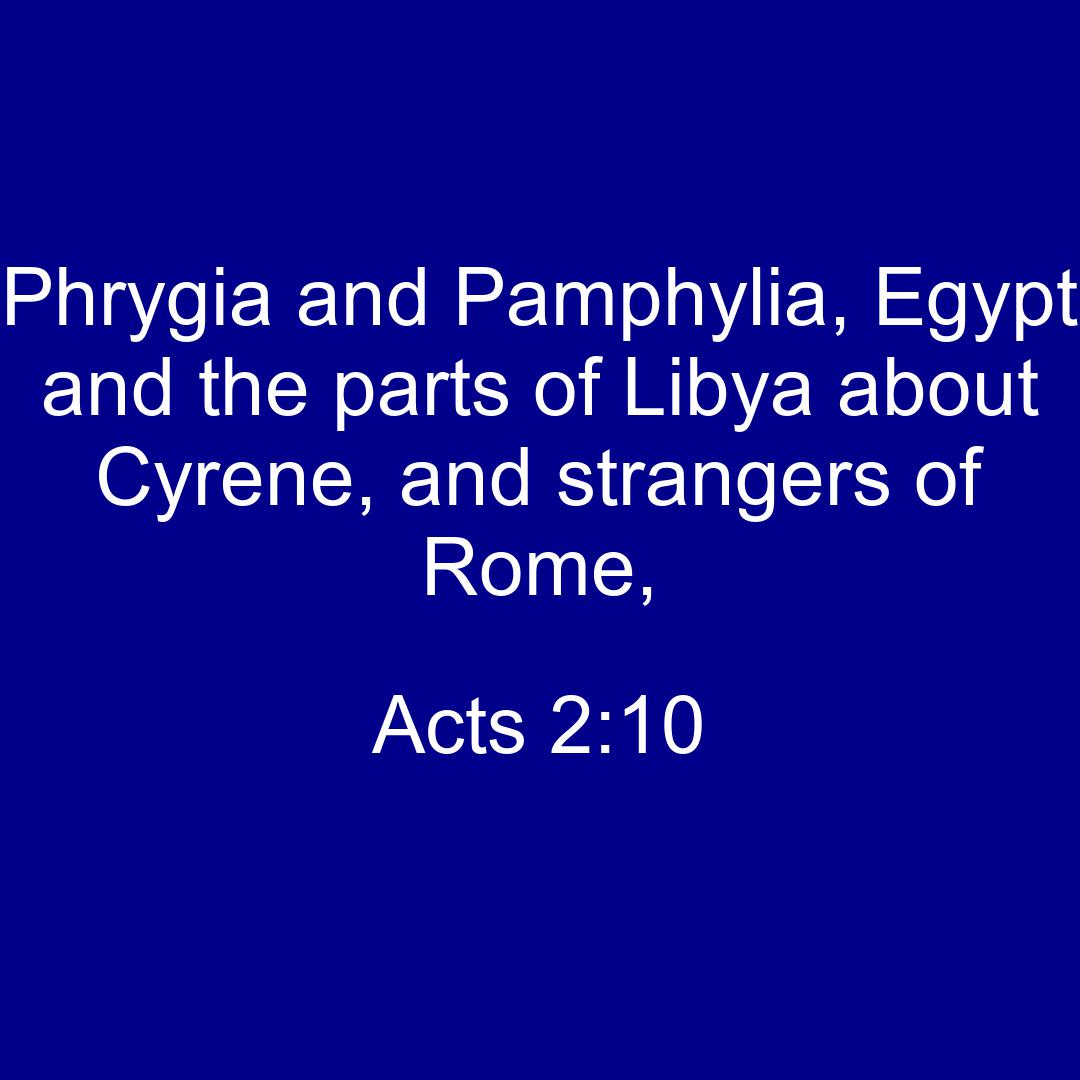 Phrygia and Pamphylia, Egypt
and the parts of Libya about
Cyrene, and strangers of
Rome,
Acts 2:10